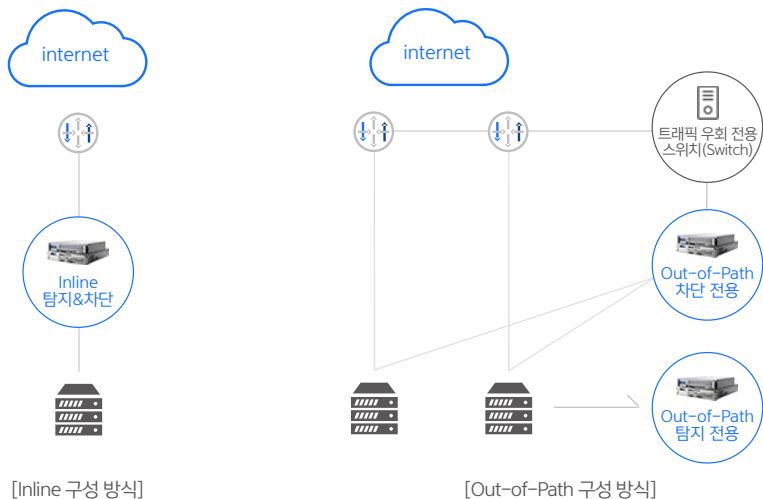 internet
Inline
탐지&차단
[Inline 구성 방식]
internet
트래픽 우회 전용
스위치(Switch)
Out-of-Path
차단 전용
Out-of-Path
탐지 전용
[Out-of-Path 구성 방식]